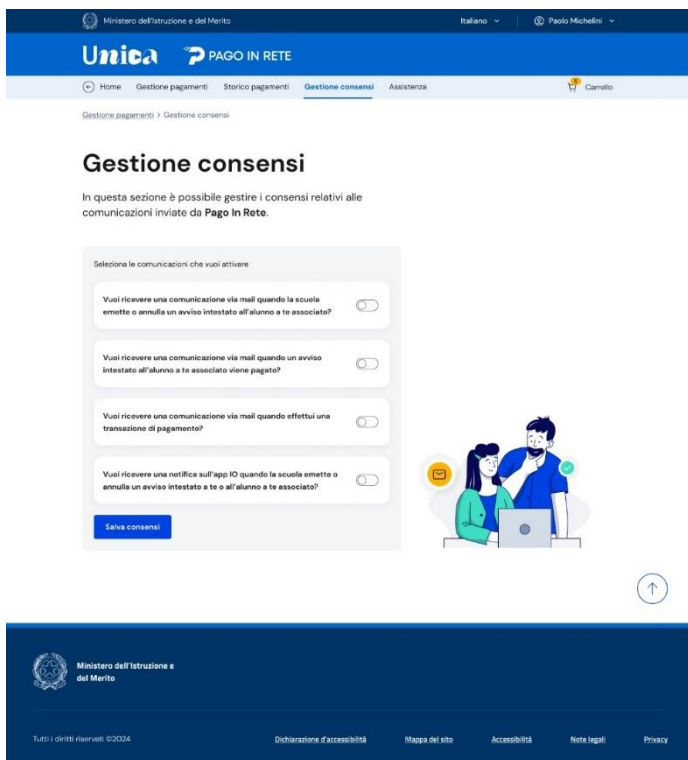 Ministero dell'Istruzione e del Merito
Italiano
Paolo Michelini
Unica
PAGO IN RETE
Home
Gestione pagamenti
Storico pagamenti
Gestione consensi
Assistenza
5
Carrello
Gestione pagamenti > Gestione consensi
Gestione consensi
In questa sezione è possibile gestire i consensi relativi alle
comunicazioni inviate da Pago In Rete.
Seleziona le comunicazioni che vuoi attivare
Vuoi ricevere una comunicazione via mail quando la scuola
emette o annulla un avviso intestato all'alunno a te associato?
Vuoi ricevere una comunicazione via mail quando un avviso
intestato all'alunno a te associato viene pagato?
Vuoi ricevere una comunicazione via mail quando effettui una
transazione di pagamento?
Vuoi ricevere una notifica sull'app IO quando la scuola emette o
annulla un avviso intestato a te o all'alunno a te associato?
Salva consensi
Ministero dell'Istruzione e
del Merito
Tutti i diritti riservati ©2024
Dichiarazione d'accessibilità
Mappa del sito
Accessibilità
Note legali
Privacy